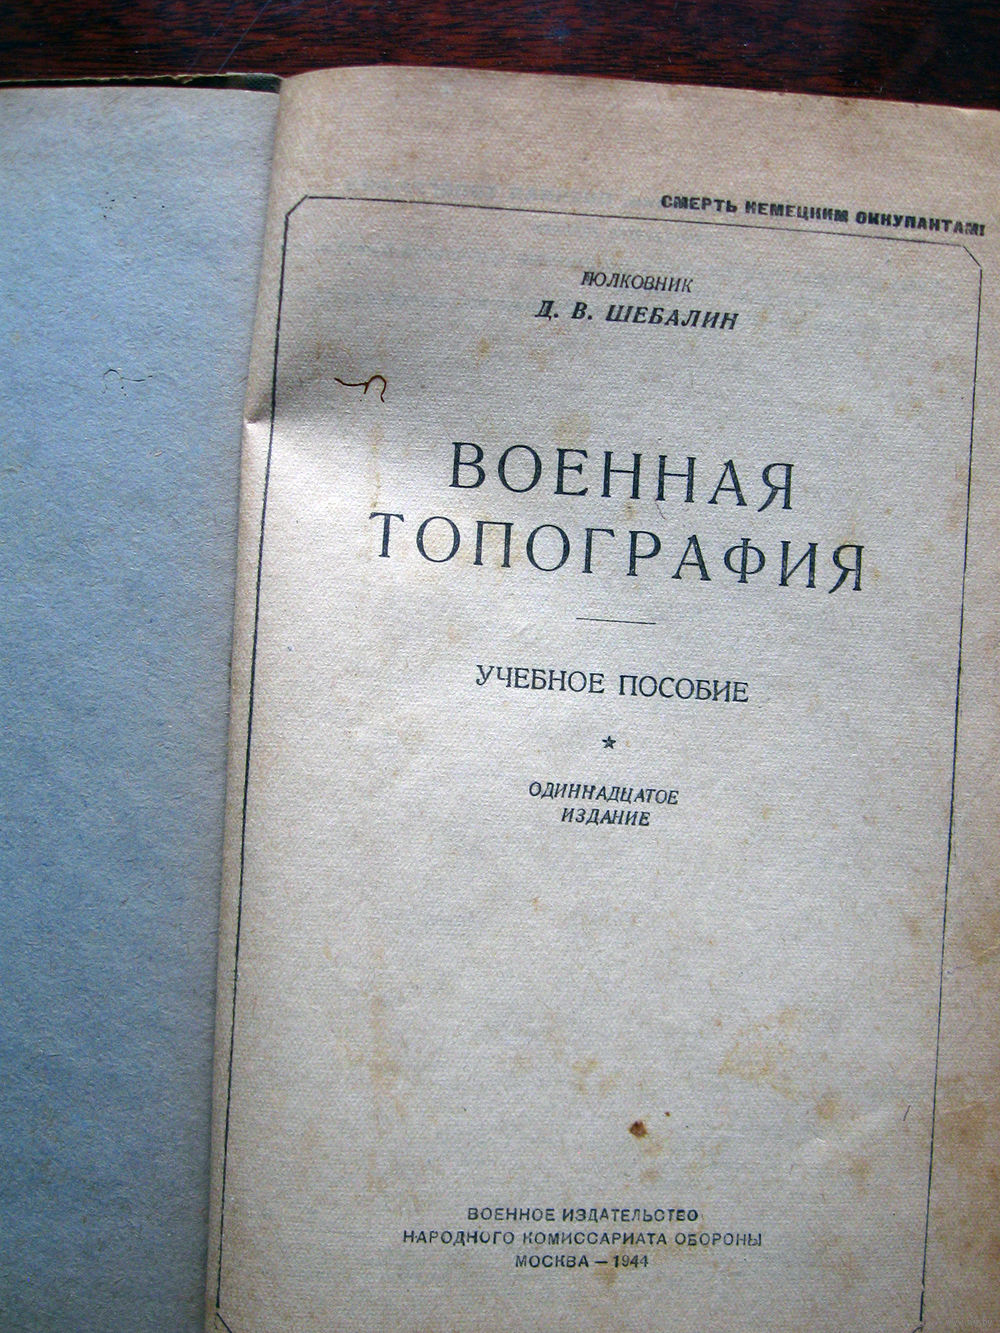 СМЕРТЬ НЕМЕЦКИМ ОККУПАНТАМ!
ПОЛКОВНИК
Д. В. ШЕБАЛИН
ВОЕННАЯ
ТОПОГРАФИЯ
УЧЕБНОЕ ПОСОБИЕ
ОДИННАДЦАТОЕ
ИЗДАНИЕ
ВОЕННОЕ ИЗДАТЕЛЬСТВО
НАРОДНОГО КОМИССАРИАТА ОБОРОНЫ
МОСКВА — 1944